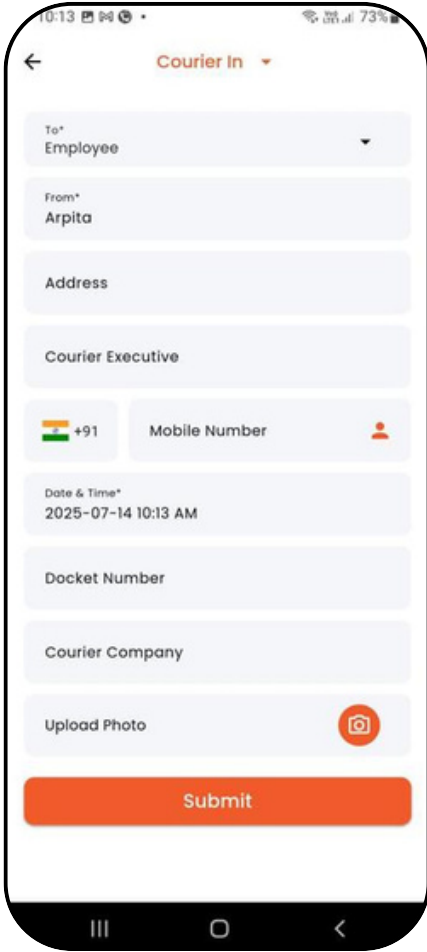 10:13 73%
Courier In
To*
Employee
From*
Arpita
Address
Courier Executive
+91 Mobile Number
Date & Time*
2025-07-14 10:13 AM
Docket Number
Courier Company
Upload Photo
Submit